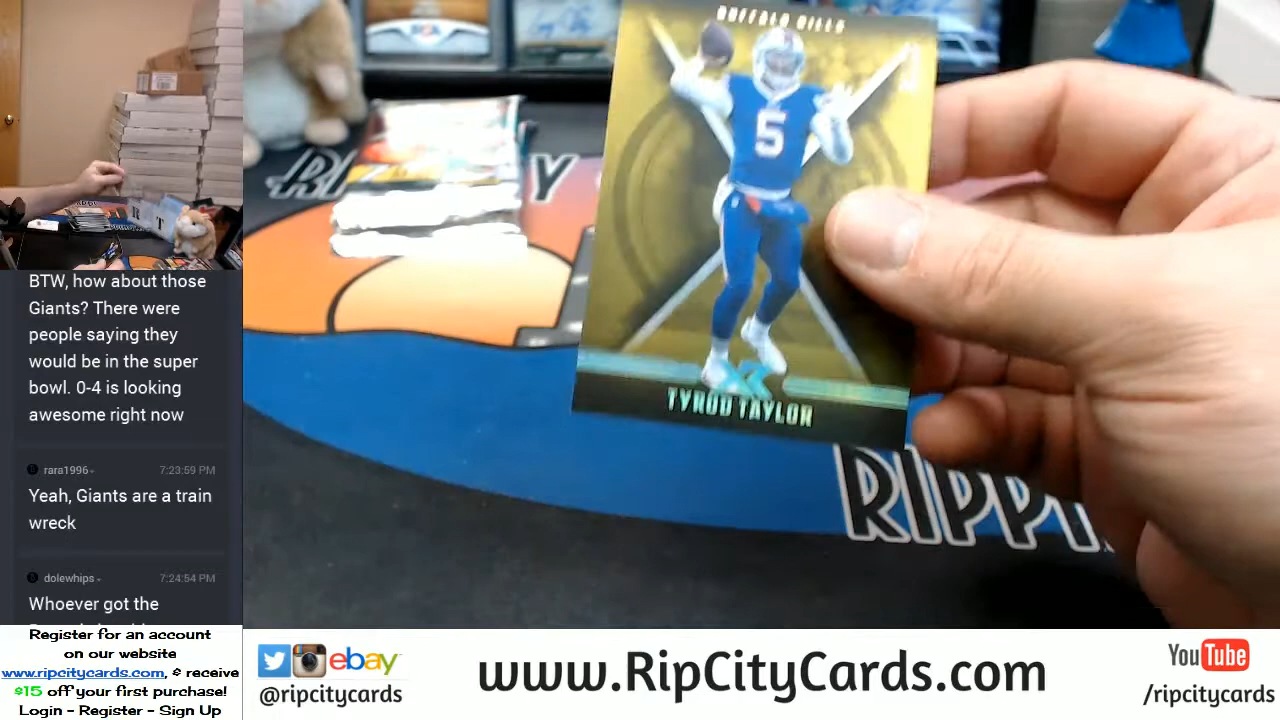 BTW, how about those
Giants? There were
people saying they
would be in the super
bowl. 0-4 is looking
awesome right now
rara1996
7:23:59 PM
Yeah, Giants are a train
wreck
dolewhips
7:24:54 PM
Whoever got the
Register for an account
on our website
www.ripcitycards.com, & receive
$15 off your first purchase!
Login - Register - Sign Up
BUFFALO BILLS
5
TYROD TAYLOR
RIPPI
ebay
@ripcitycards
www.RipCityCards.com
YouTube
/ripcitycards